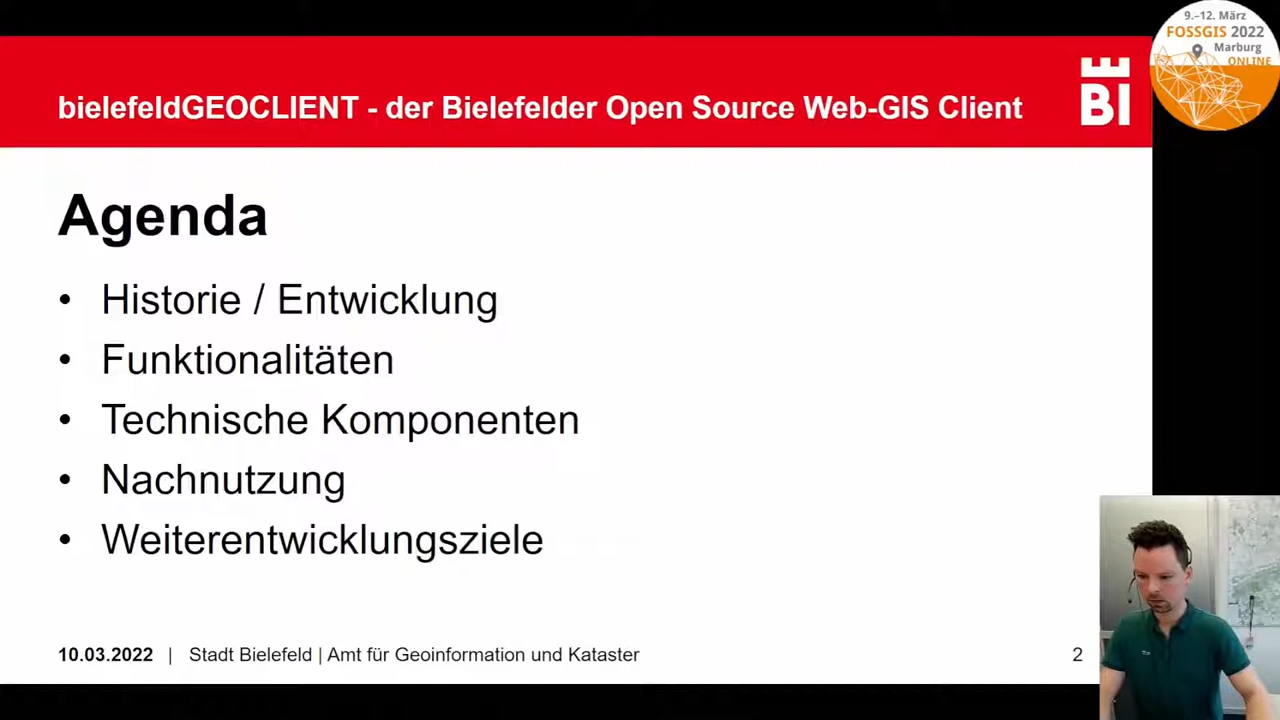 9.–12. März
FOSSGIS 2022
Marburg
ONLINE
bielefeldGEOCLIENT - der Bielefelder Open Source Web-GIS Client
BI
Agenda
• Historie / Entwicklung
• Funktionalitäten
• Technische Komponenten
• Nachnutzung
• Weiterentwicklungsziele
10.03.2022 | Stadt Bielefeld | Amt für Geoinformation und Kataster 2